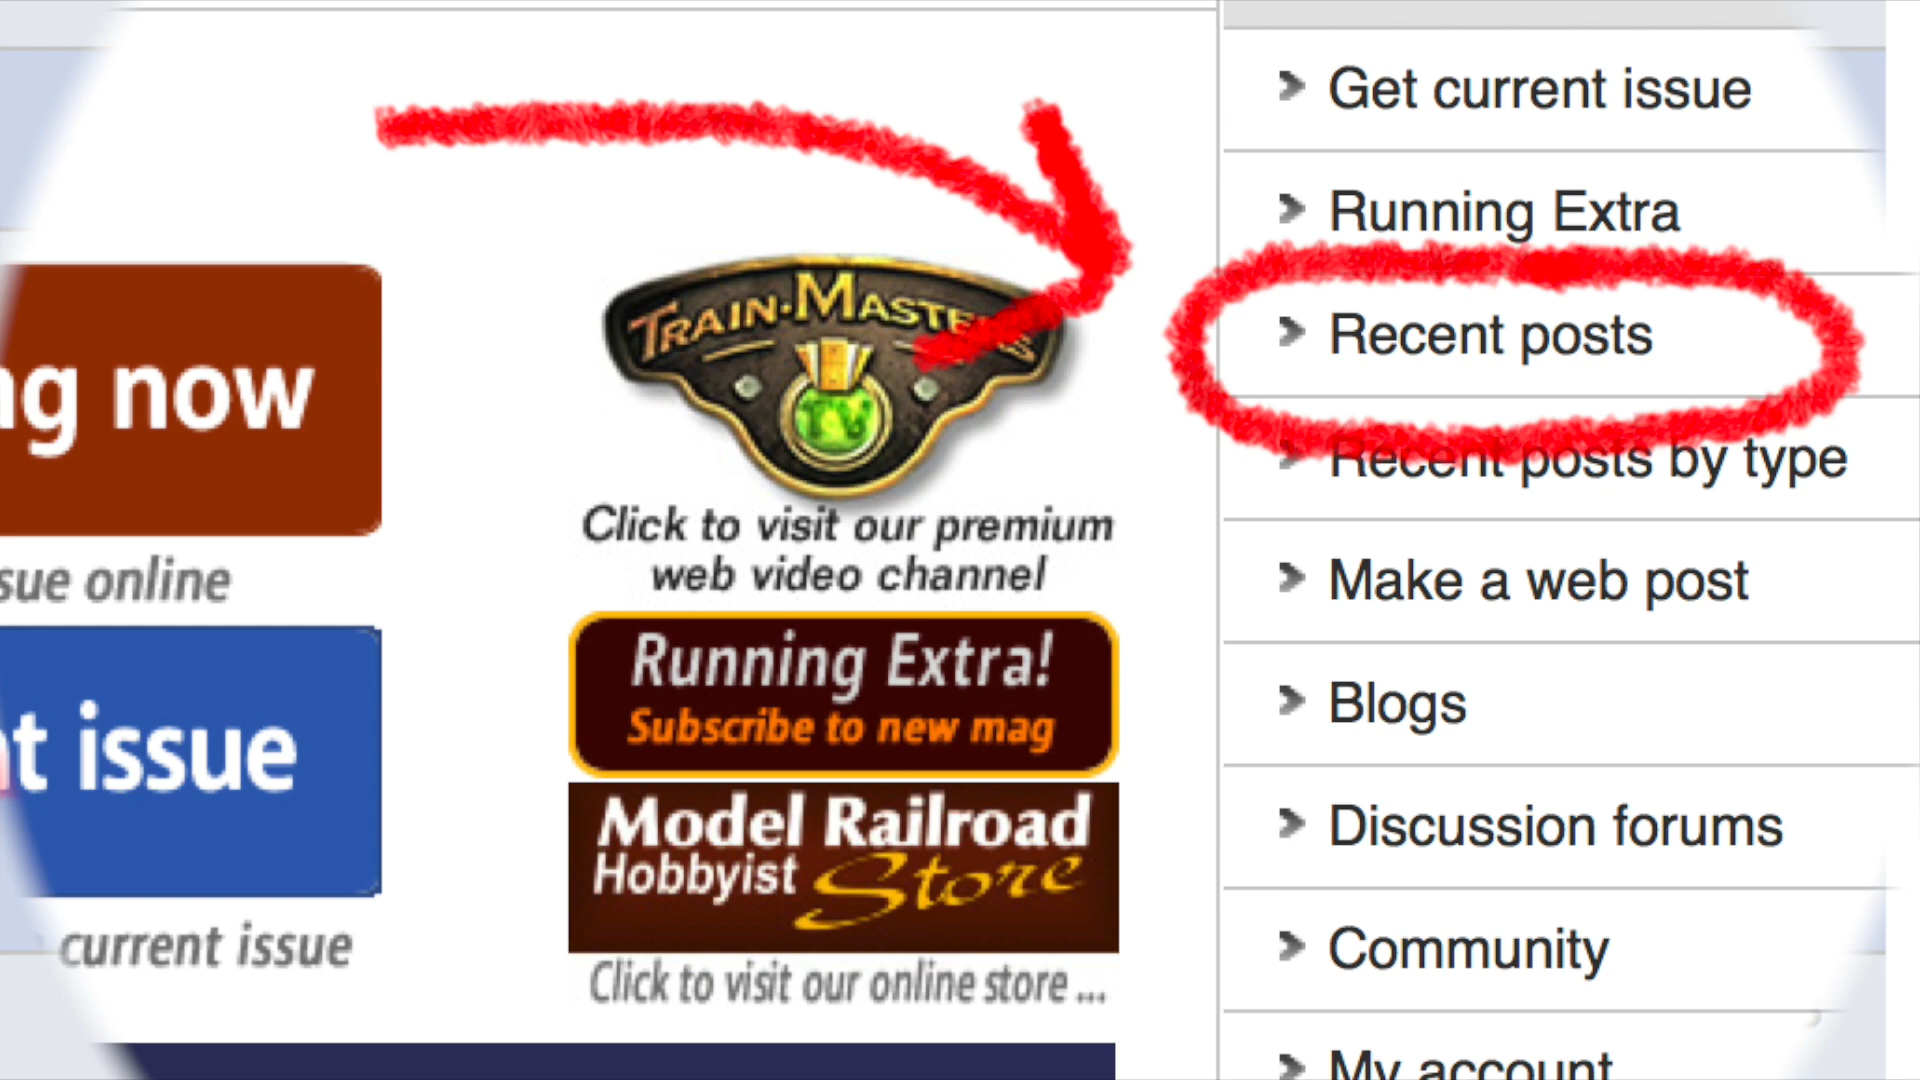 ng now
sue online
t issue
current issue
TRAIN·MASTERS
TV
Click to visit our premium
web video channel
Running Extra!
Subscribe to new mag
Model Railroad
Hobbyist Store
Click to visit our online store ...
Get current issue
Running Extra
Recent posts
Recent posts by type
Make a web post
Blogs
Discussion forums
Community
My account